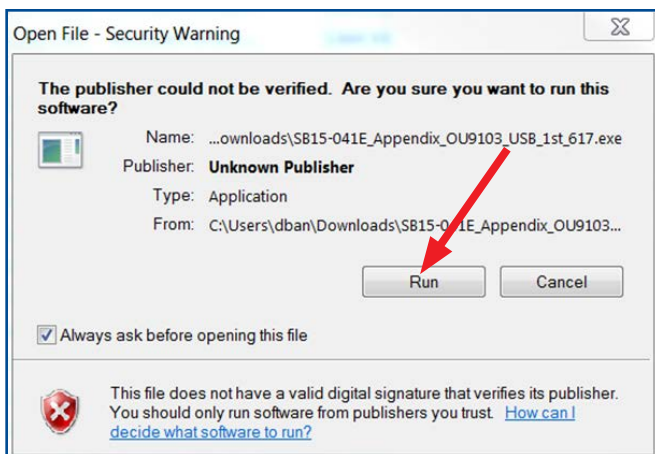 Open File - Security Warning
The publisher could not be verified. Are you sure you want to run this
software?
Name: ...ownloads\SB15-041E_Appendix_OU9103_USB_1st_617.exe
Publisher: Unknown Publisher
Type: Application
From: C:\Users\dban\Downloads\SB15-041E_Appendix_OU9103...
Run Cancel
Always ask before opening this file
This file does not have a valid digital signature that verifies its publisher.
You should only run software from publishers you trust. How can I
decide what software to run?